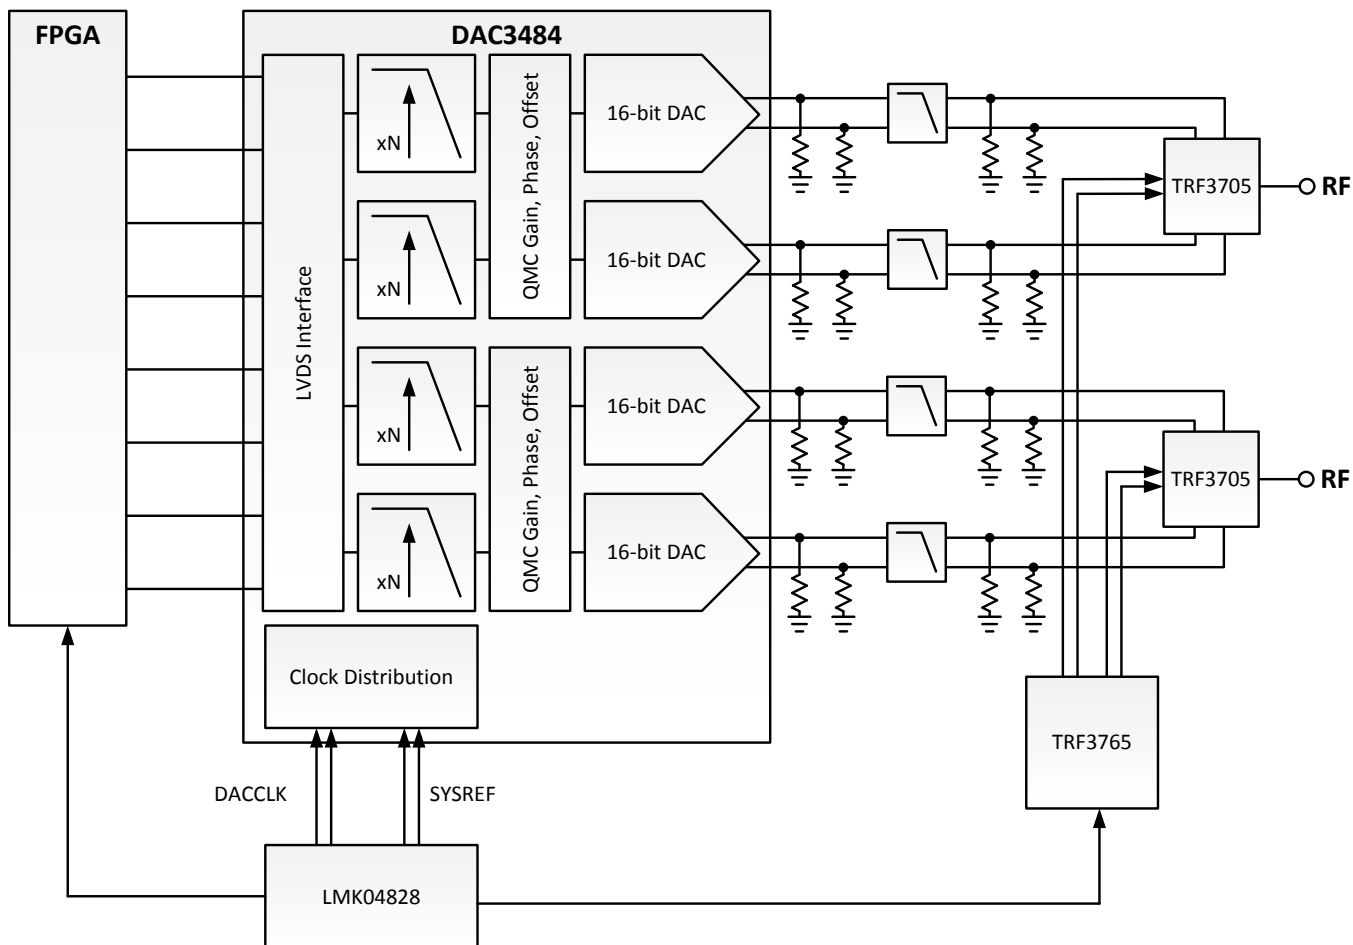 FPGA
DAC3484
LVDS Interface
xN
QMC Gain, Phase, Offset
16-bit DAC
xN
16-bit DAC
xN
QMC Gain, Phase, Offset
16-bit DAC
xN
16-bit DAC
TRF3705
RF
TRF3705
RF
Clock Distribution
TRF3765
DACCLK
SYSREF
LMK04828